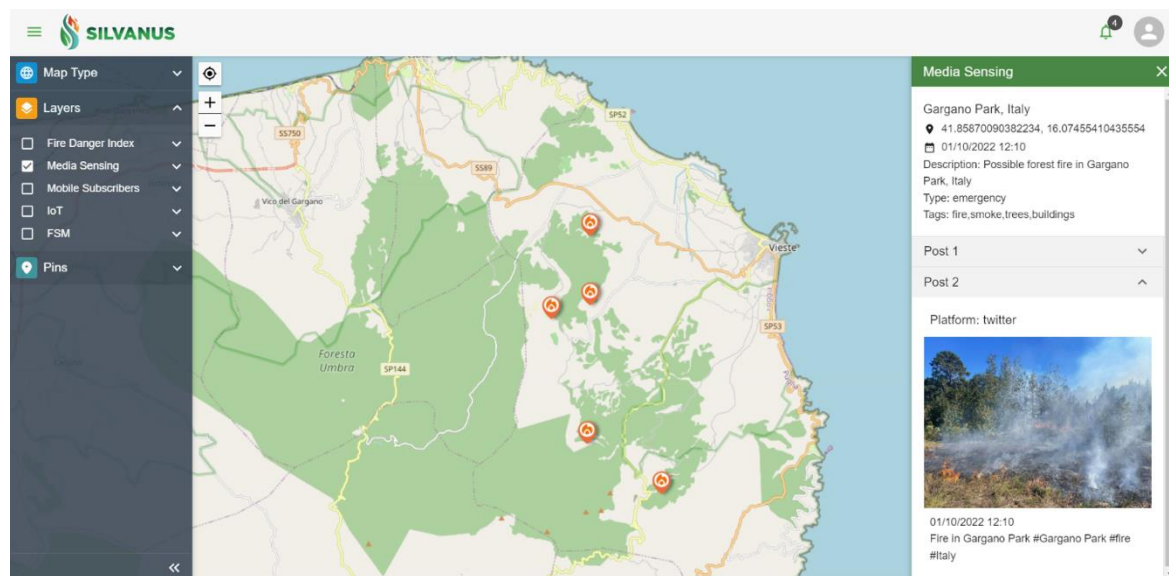 SILVANUS
4
Map Type
Layers
Fire Danger Index
Media Sensing
Mobile Subscribers
IoT
FSM
Pins
«
+
−
SS750
SS89
SP52
Vico del Gargano
Vieste
SP53
Foresta
Umbra
SP144
Media Sensing
Gargano Park, Italy
41.85870090382234, 16.07455410435554
01/10/2022 12:10
Description: Possible forest fire in Gargano
Park, Italy
Type: emergency
Tags: fire,smoke,trees,buildings
Post 1
Post 2
Platform: twitter
01/10/2022 12:10
Fire in Gargano Park #Gargano Park #fire
#Italy